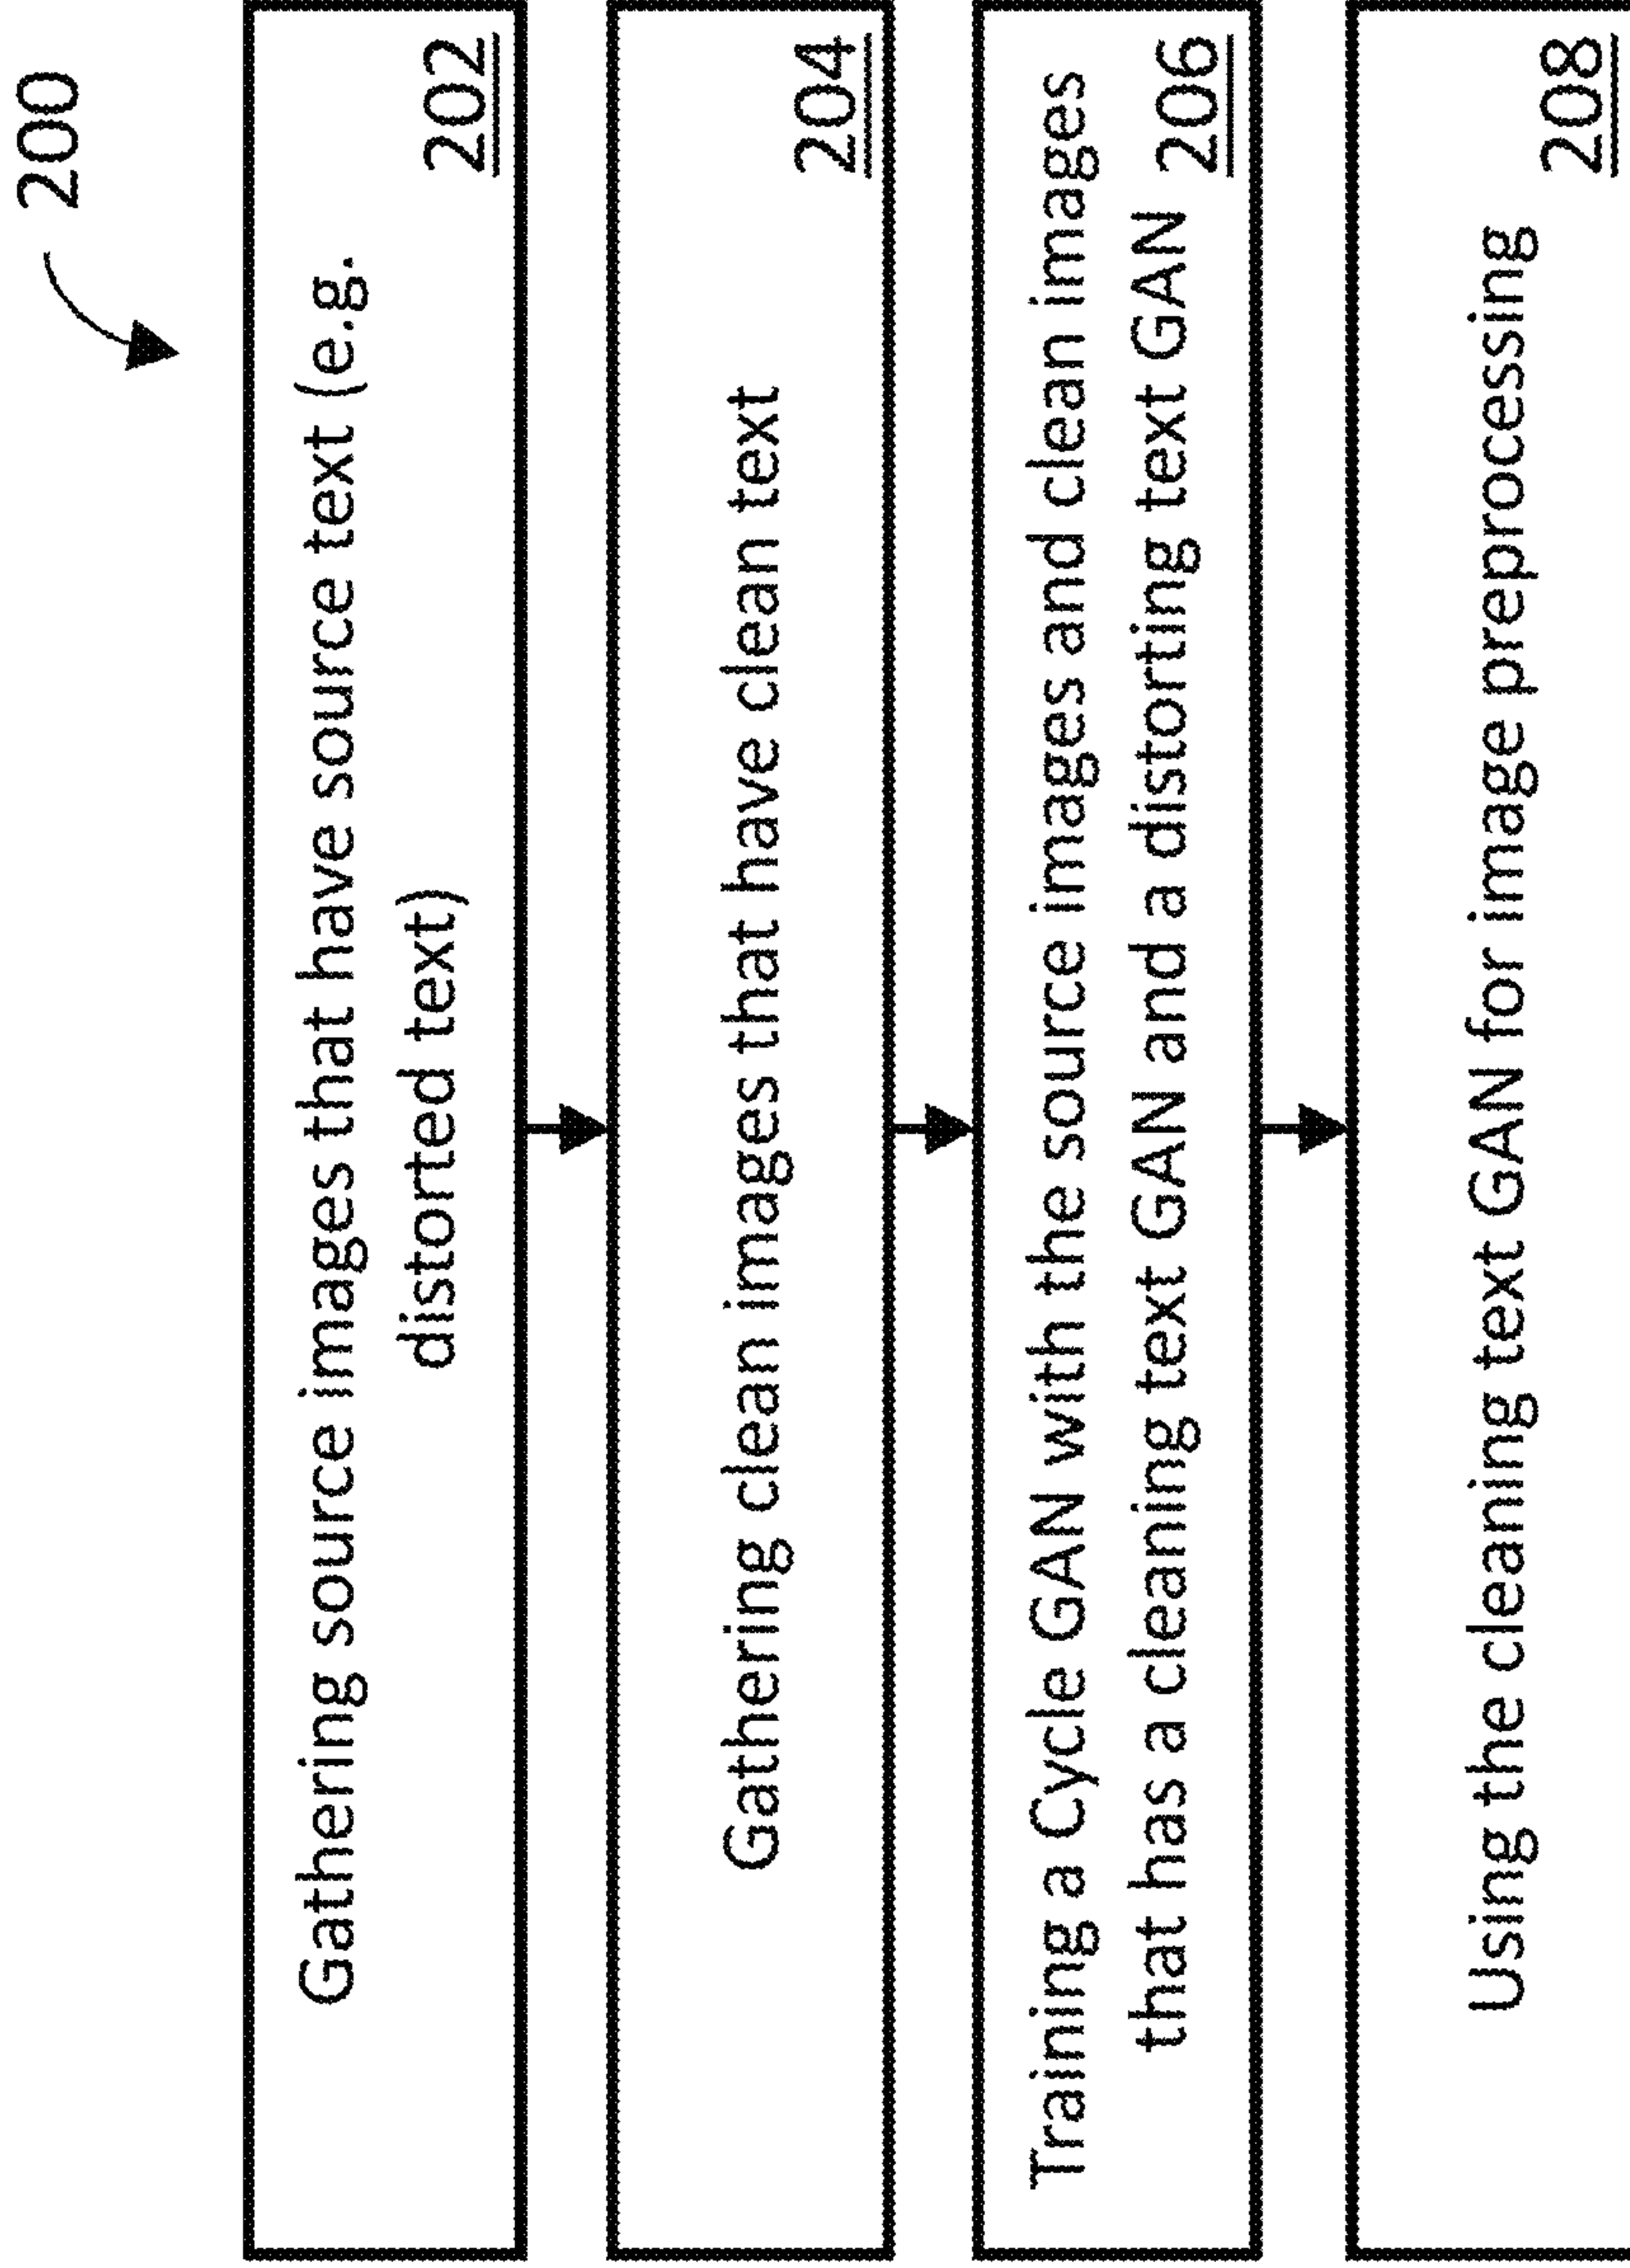 200
Gathering source images that have source text (e.g.
distorted text)
202
Gathering clean images that have clean text
204
Training a Cycle GAN with the source images and clean images
that has a cleaning text GAN and a distorting text GAN
206
Using the cleaning text GAN for image preprocessing
208